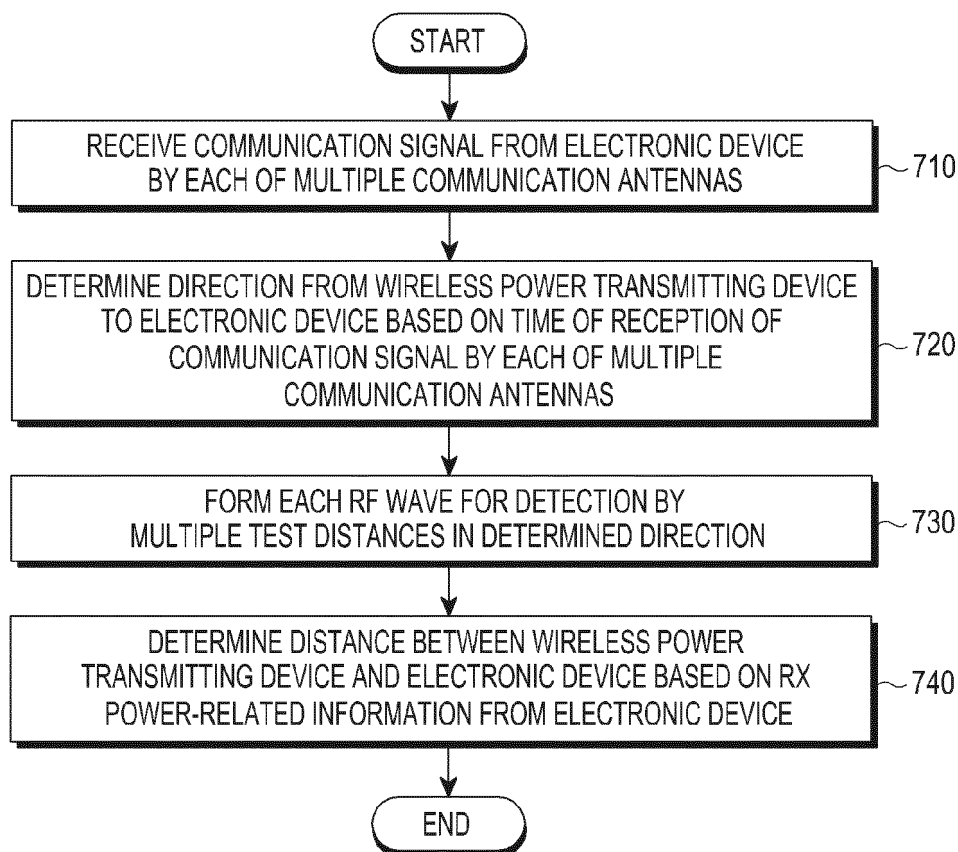 START
RECEIVE COMMUNICATION SIGNAL FROM ELECTRONIC DEVICE
BY EACH OF MULTIPLE COMMUNICATION ANTENNAS
710
DETERMINE DIRECTION FROM WIRELESS POWER TRANSMITTING DEVICE
TO ELECTRONIC DEVICE BASED ON TIME OF RECEPTION OF
COMMUNICATION SIGNAL BY EACH OF MULTIPLE
COMMUNICATION ANTENNAS
720
FORM EACH RF WAVE FOR DETECTION BY
MULTIPLE TEST DISTANCES IN DETERMINED DIRECTION
730
DETERMINE DISTANCE BETWEEN WIRELESS POWER
TRANSMITTING DEVICE AND ELECTRONIC DEVICE BASED ON RX
POWER-RELATED INFORMATION FROM ELECTRONIC DEVICE
740
END